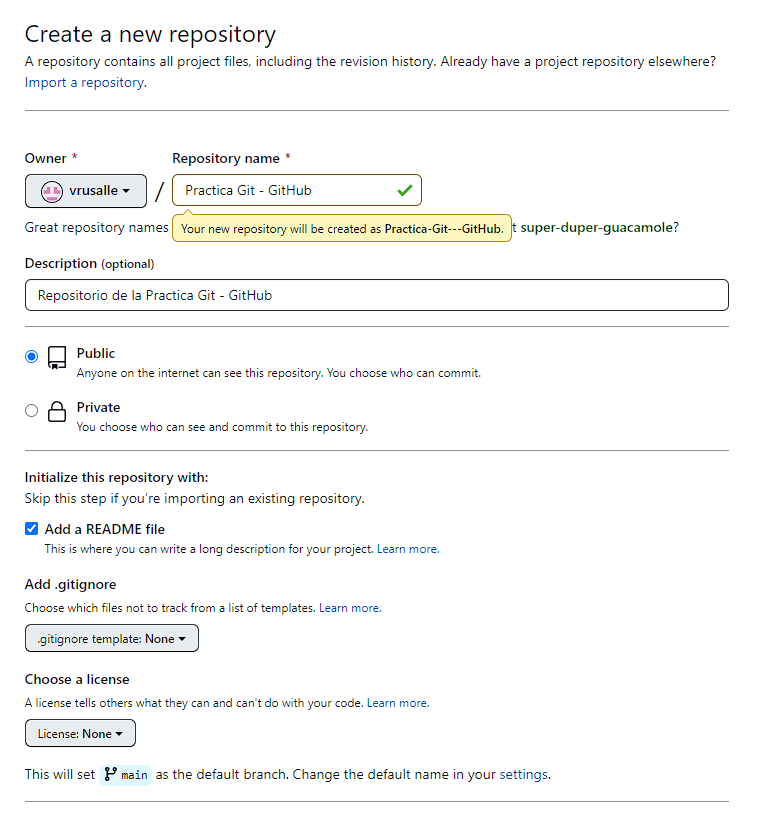 Create a new repository
A repository contains all project files, including the revision history. Already have a project repository elsewhere?
Import a repository.
Owner *
Repository name *
vrusalle
/
Practica Git - GitHub
Great repository names
Your new repository will be created as Practica-Git---GitHub.
t super-duper-guacamole?
Description (optional)
Repositorio de la Practica Git - GitHub
Public
Anyone on the internet can see this repository. You choose who can commit.
Private
You choose who can see and commit to this repository.
Initialize this repository with:
Skip this step if you're importing an existing repository.
Add a README file
This is where you can write a long description for your project. Learn more.
Add .gitignore
Choose which files not to track from a list of templates. Learn more.
.gitignore template: None
Choose a license
A license tells others what they can and can't do with your code. Learn more.
License: None
This will set main as the default branch. Change the default name in your settings.